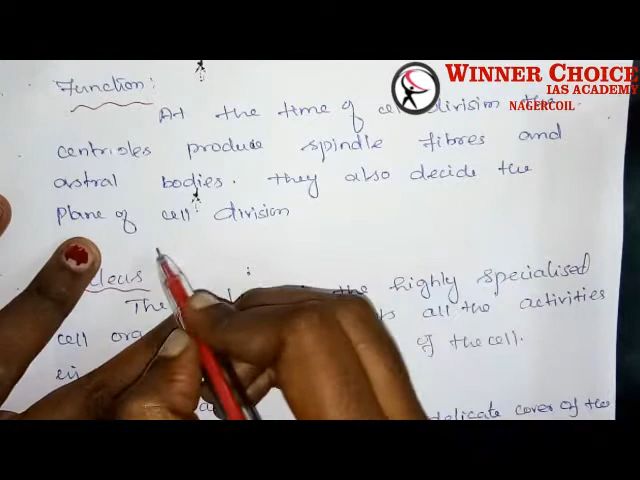 WINNER CHOICE
IAS ACADEMY
NAGERCOIL
Function:
At the time of cell division the
centrioles produce spindle fibres and
astral bodies. They also decide the
plane of cell division
leus :
The the highly specialised
cell all the activities
of the cell.
delicate cover of the